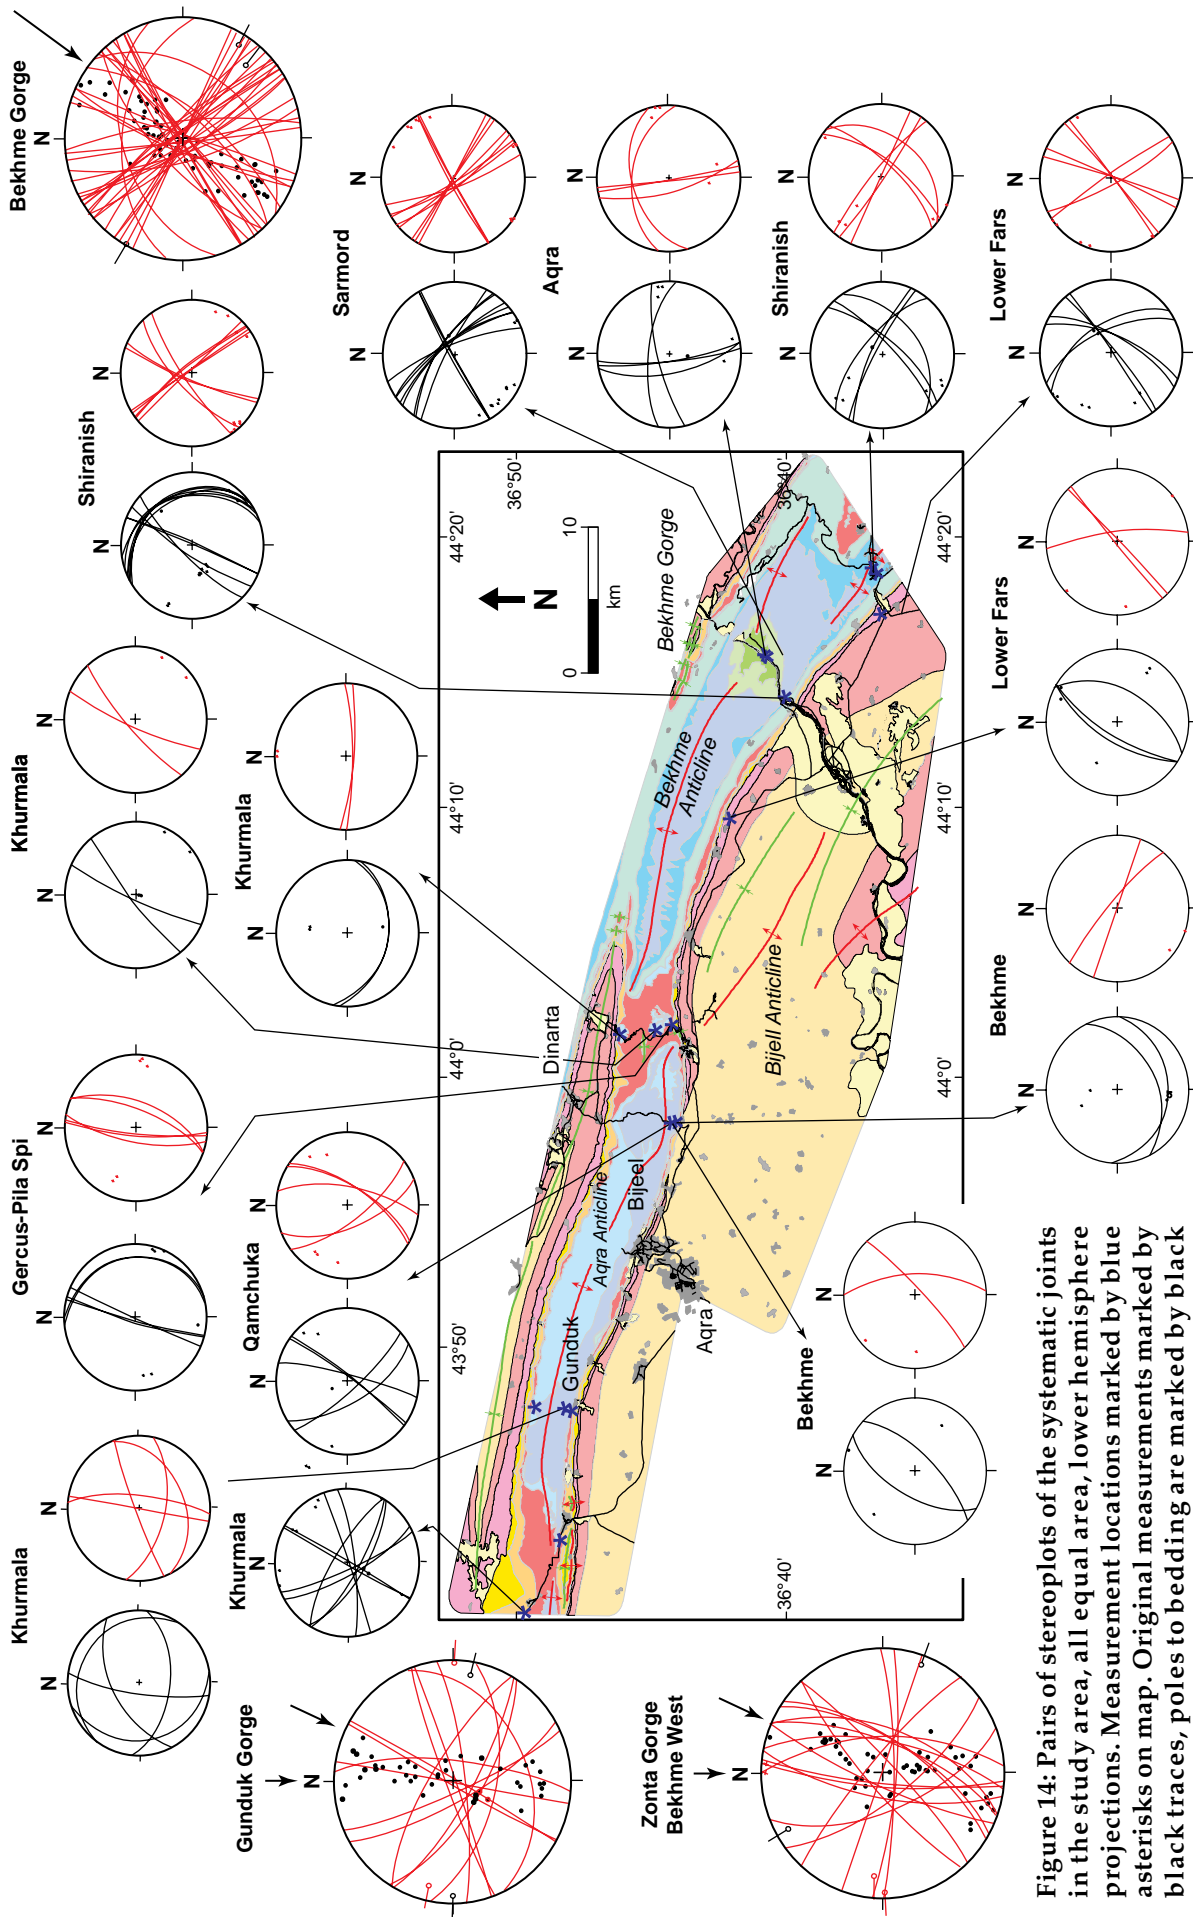 Khurmala
N
N
Gercus-Pila Spi
N
N
Khurmala
N
N
Shiranish
N
N
Bekhme Gorge
N
Khurmala
N
N
Qamchuka
N
N
Khurmala
N
N
Gunduk Gorge
N
Zonta Gorge
Bekhme West
N
Sarmord
N
N
Aqra
N
N
Shiranish
N
N
Lower Fars
N
N
43°50'
44°0'
44°10'
44°20'
36°50'
0
10
km
N
Bekhme Gorge
Dinarta
Bekhme
Anticline
Aqra Anticline
Gunduk
Bijeel
Aqra
Bijell Anticline
36°40'
36°40'
44°0'
44°10'
44°20'
Bekhme
N
N
Bekhme
N
N
Lower Fars
N
N
Figure 14: Pairs of stereoplots of the systematic joints
in the study area, all equal area, lower hemisphere
projections. Measurement locations marked by blue
asterisks on map. Original measurements marked by
black traces, poles to bedding are marked by black